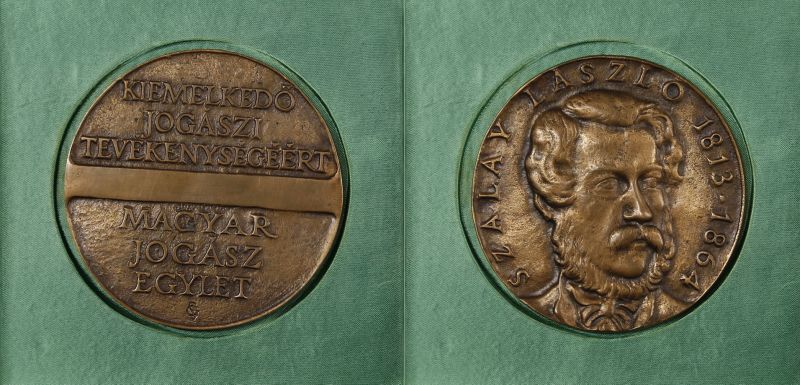 KIEMELKEDŐ
JOGÁSZI
TEVÉKENYSÉGÉÉRT
MAGYAR
JOGÁSZ
EGYLET
SZALAY LÁSZLÓ 1813-1864